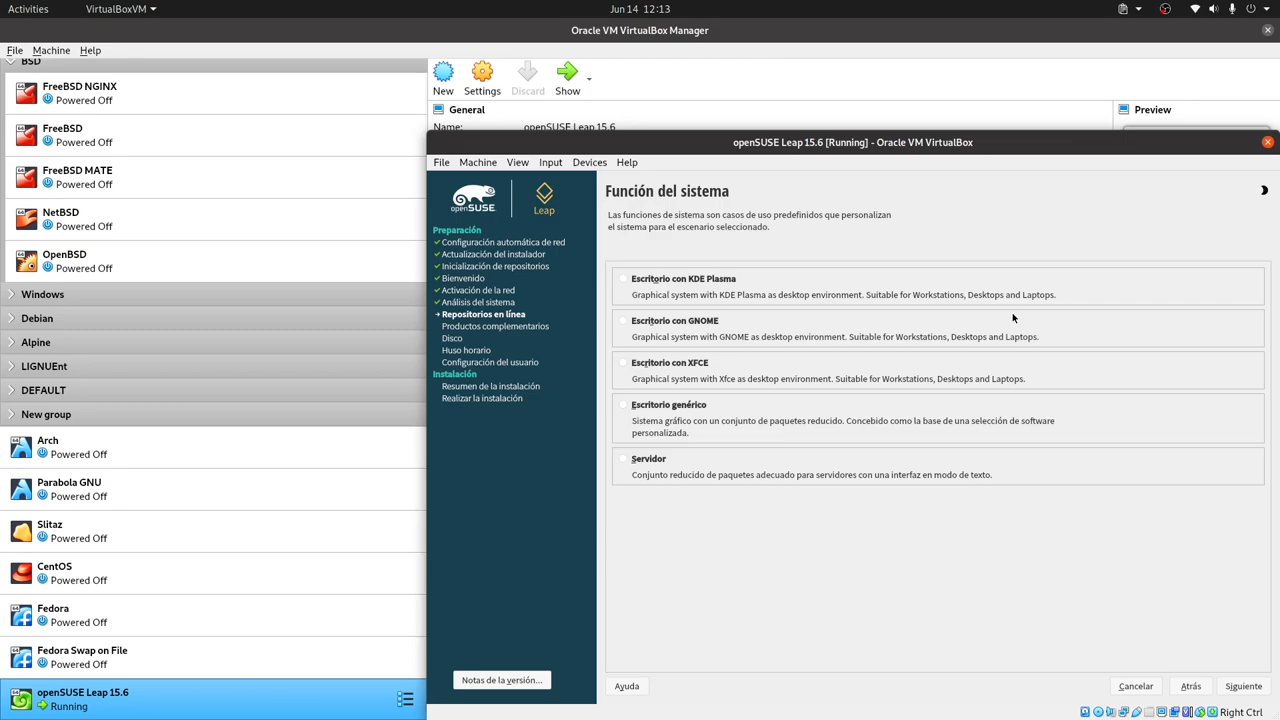 Activities
VirtualBoxVM
Jun 14 12:13
Oracle VM VirtualBox Manager
File Machine Help
BSD
FreeBSD NGINX
Powered Off
FreeBSD
Powered Off
FreeBSD MATE
Powered Off
NetBSD
Powered Off
OpenBSD
Powered Off
Windows
Debian
Alpine
LIGNUEnt
DEFAULT
New group
Arch
Powered Off
Parabola GNU
Powered Off
Slitaz
Powered Off
CentOS
Powered Off
Fedora
Powered Off
Fedora Swap on File
Powered Off
openSUSE Leap 15.6
Running
New Settings Discard Show
General
Preview
Name: openSUSE Leap 15.6
openSUSE Leap 15.6 [Running] - Oracle VM VirtualBox
File Machine View Input Devices Help
openSUSE Leap
Preparación
Configuración automática de red
Actualización del instalador
Inicialización de repositorios
Bienvenido
Activación de la red
Análisis del sistema
Repositorios en línea
Productos complementarios
Disco
Huso horario
Configuración del usuario
Instalación
Resumen de la instalación
Realizar la instalación
Notas de la versión...
Función del sistema
Las funciones de sistema son casos de uso predefinidos que personalizan
el sistema para el escenario seleccionado.
Escritorio con KDE Plasma
Graphical system with KDE Plasma as desktop environment. Suitable for Workstations, Desktops and Laptops.
Escritorio con GNOME
Graphical system with GNOME as desktop environment. Suitable for Workstations, Desktops and Laptops.
Escritorio con XFCE
Graphical system with Xfce as desktop environment. Suitable for Workstations, Desktops and Laptops.
Escritorio genérico
Sistema gráfico con un conjunto de paquetes reducido. Concebido como la base de una selección de software
personalizada.
Servidor
Conjunto reducido de paquetes adecuado para servidores con una interfaz en modo de texto.
Ayuda
Cancelar
Atrás
Siguiente
Right Ctrl